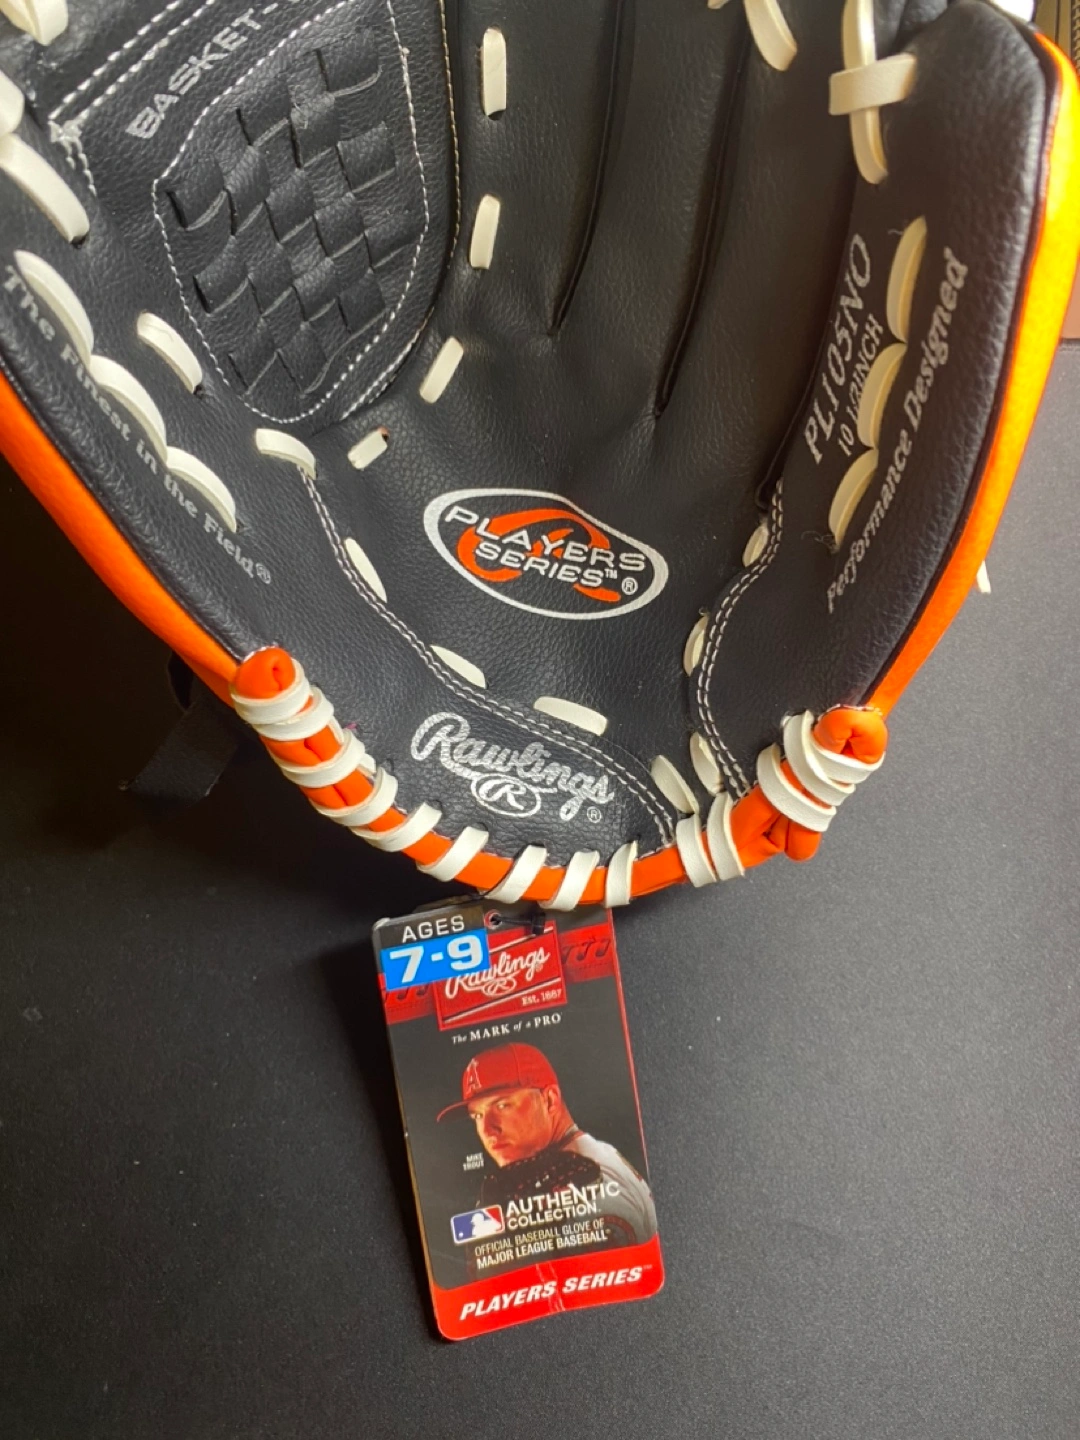 BASKET-
The Finest in the Field®
PL105NO
10 1/2 INCH
Performance Designed
PLAYERS
SERIES™ ®
Rawlings
R ®
AGES
7-9
Rawlings®
R
EST. 1887
The MARK of a PRO
A
MIKE
TROUT
AUTHENTIC
COLLECTION™
OFFICIAL BASEBALL GLOVE OF
MAJOR LEAGUE BASEBALL®
PLAYERS SERIES™